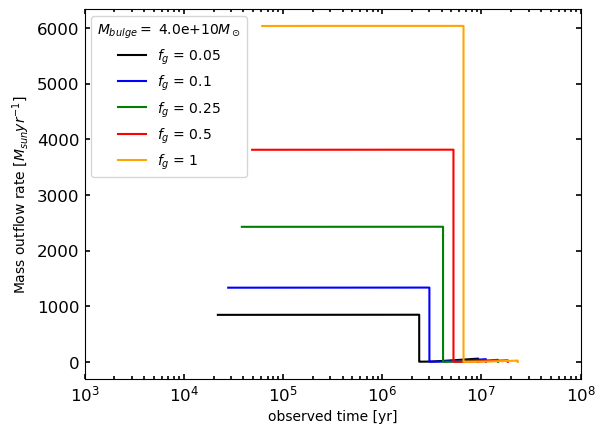 M_bulge = 4.0e+10M_⊙
f_g = 0.05
f_g = 0.1
f_g = 0.25
f_g = 0.5
f_g = 1
Mass outflow rate [M_sun yr^−1]
6000
5000
4000
3000
2000
1000
0
10^3 10^4 10^5 10^6 10^7 10^8
observed time [yr]